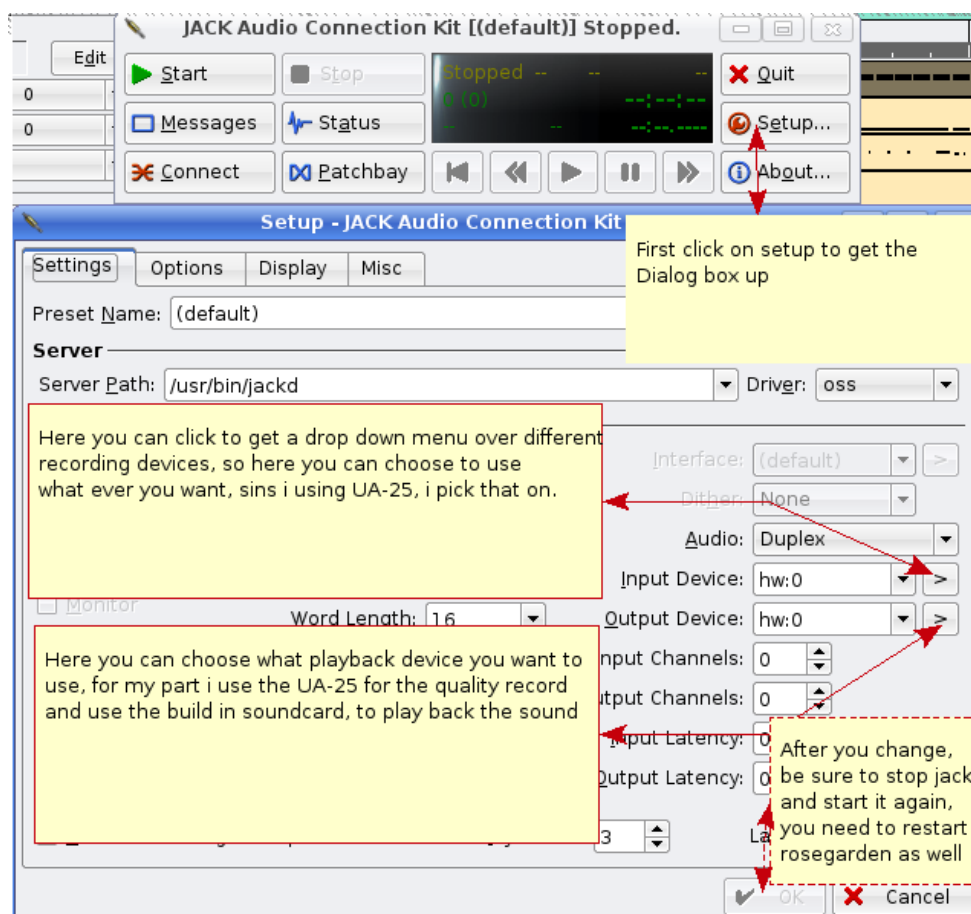 JACK Audio Connection Kit [(default)] Stopped.
Edit
Start
Stop
Stopped -- -- --
0 (0) --:--:--
-- -- --:--.----
Quit
0
0
Messages
Status
Setup...
Connect
Patchbay
About...
Setup - JACK Audio Connection Kit
First click on setup to get the
Dialog box up
Settings
Options
Display
Misc
Preset Name: (default)
Server
Server Path: /usr/bin/jackd
Driver: oss
Here you can click to get a drop down menu over different
recording devices, so here you can choose to use
what ever you want, sins i using UA-25, i pick that on.
Interface: (default) >
Dither: None
Audio: Duplex
Input Device: hw:0 >
Monitor
Word Length: 16
Output Device: hw:0 >
Here you can choose what playback device you want to
use, for my part i use the UA-25 for the quality record
and use the build in soundcard, to play back the sound
nput Channels: 0
utput Channels: 0
Input Latency: 0
Output Latency: 0
After you change,
be sure to stop jack
and start it again,
you need to restart
rosegarden as well
3
La
OK
Cancel